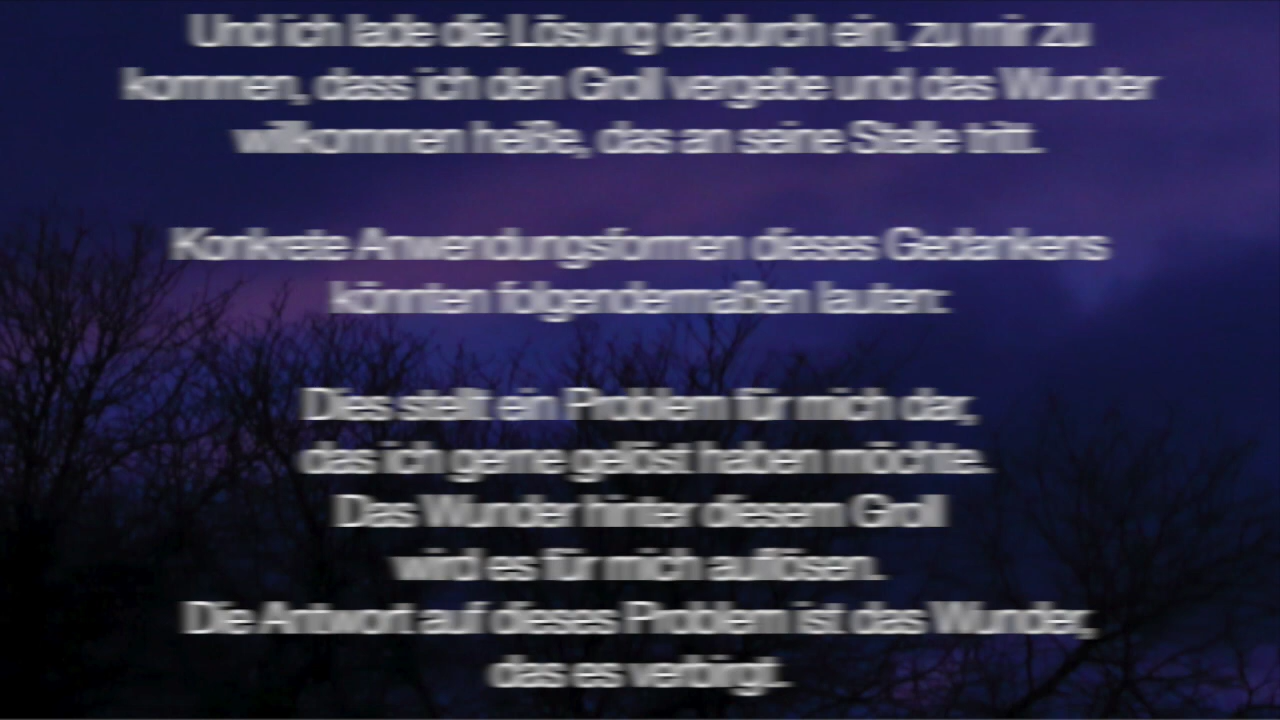 Und ich lade die Lösung dadurch ein, zu mir zu
kommen, dass ich den Groll vergebe und das Wunder
willkommen heiße, das an seine Stelle tritt.
Konkrete Anwendungsformen dieses Gedankens
könnten folgendermaßen lauten:
Dies stellt ein Problem für mich dar,
das ich gerne gelöst haben möchte.
Das Wunder hinter diesem Groll
wird es für mich auflösen.
Die Antwort auf dieses Problem ist das Wunder,
das es verbirgt.